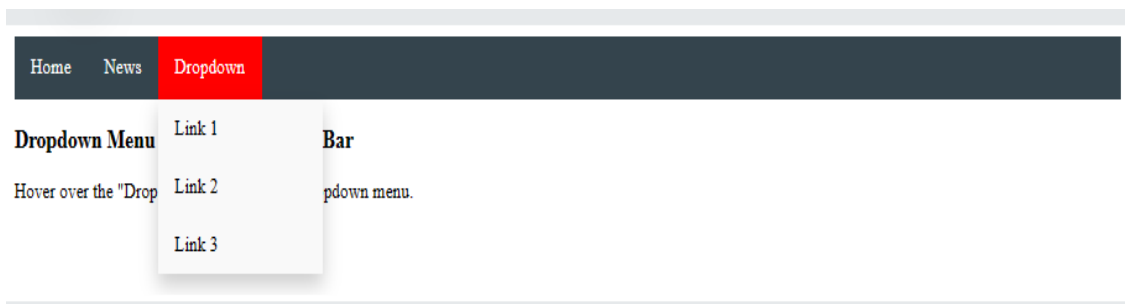 Home News Dropdown
Link 1
Dropdown Menu Bar
Link 2
Hover over the "Drop pdown menu.
Link 3